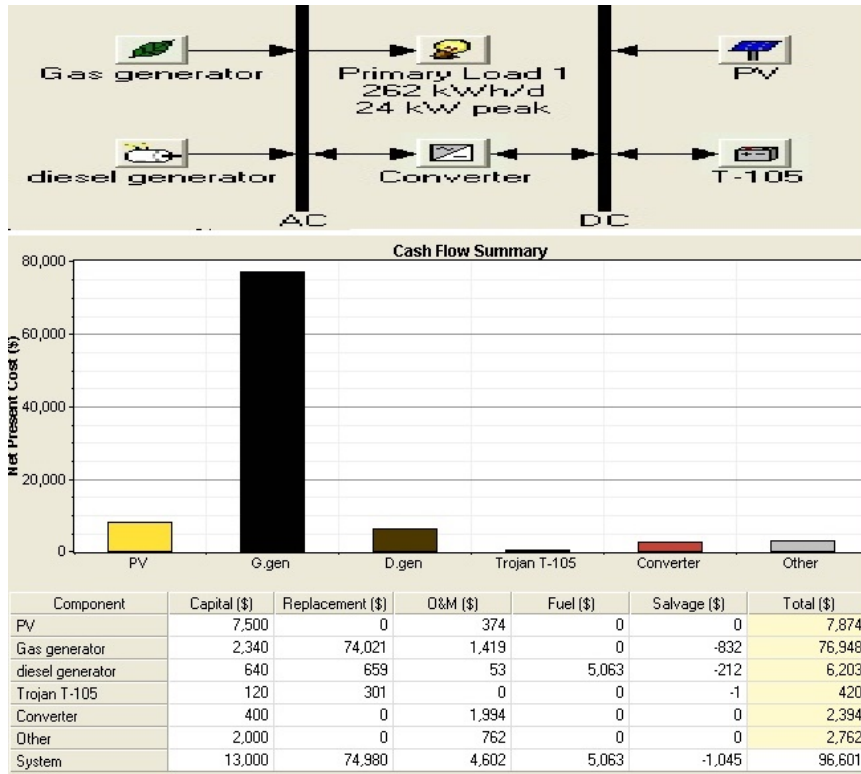 Gas generator
Primary Load 1
262 kWh/d
24 kW peak
PV
diesel generator
Converter
T-105
AC
DC
Cash Flow Summary
Net Present Cost ($)
80,000
60,000
40,000
20,000
0
PV G.gen D.gen Trojan T-105 Converter Other
Component Capital ($) Replacement ($) O&M ($) Fuel ($) Salvage ($) Total ($)
PV 7,500 0 374 0 0 7,874
Gas generator 2,340 74,021 1,419 0 -832 76,948
diesel generator 640 659 53 5,063 -212 6,203
Trojan T-105 120 301 0 0 -1 420
Converter 400 0 1,994 0 0 2,394
Other 2,000 0 762 0 0 2,762
System 13,000 74,980 4,602 5,063 -1,045 96,601